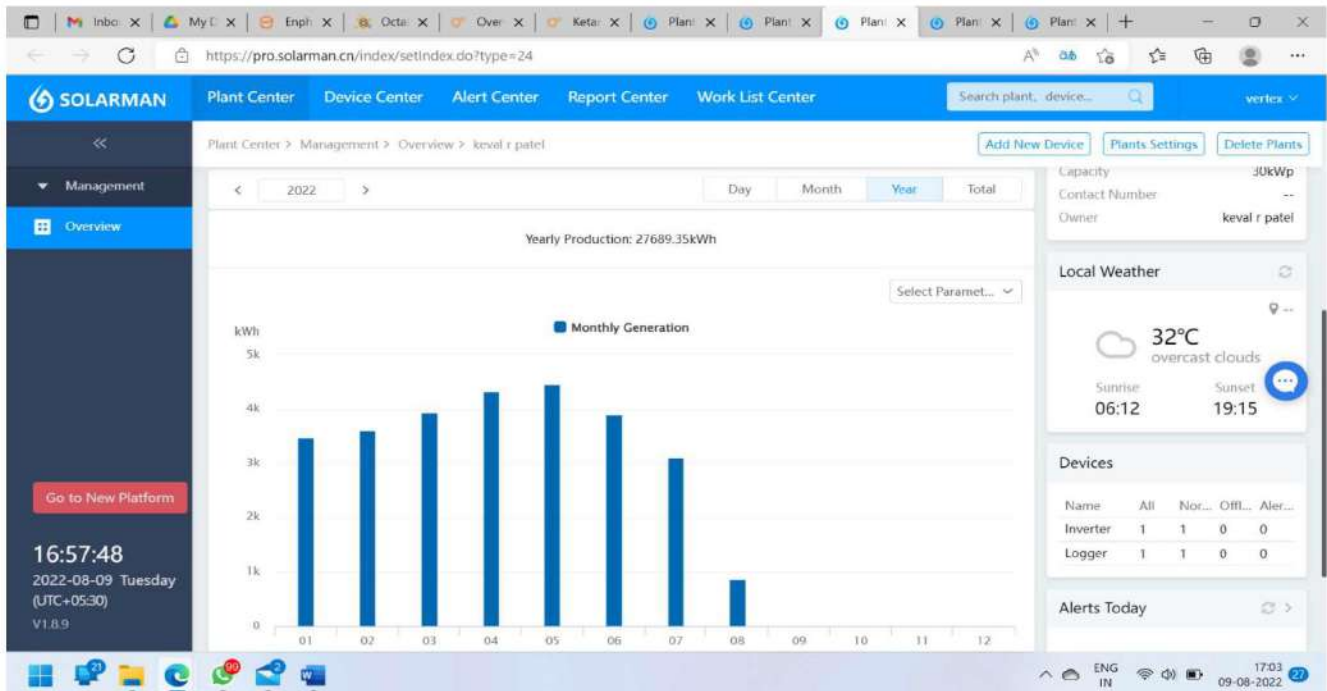 Inbo My D Enph Octa Over Ketar Plant Plant Plant Plant Plant
https://pro.solarman.cn/index/setIndex.do?type=24
SOLARMAN Plant Center Device Center Alert Center Report Center Work List Center Search plant, device... vertex
Plant Center > Management > Overview > keval r patel Add New Device Plants Settings Delete Plants
Management
Overview
Go to New Platform
16:57:48
2022-08-09 Tuesday
(UTC+05:30)
V1.8.9
< 2022 > Day Month Year Total
Yearly Production: 27689.35kWh
Select Paramet...
kWh Monthly Generation
5k
4k
3k
2k
1k
0
01 02 03 04 05 06 07 08 09 10 11 12
Capacity 30kWp
Contact Number --
Owner keval r patel
Local Weather
--
32°C
overcast clouds
Sunrise Sunset
06:12 19:15
Devices
Name All Nor... Offl... Aler...
Inverter 1 1 0 0
Logger 1 1 0 0
Alerts Today
21 99 2 ENG 17:03
IN 09-08-2022 27